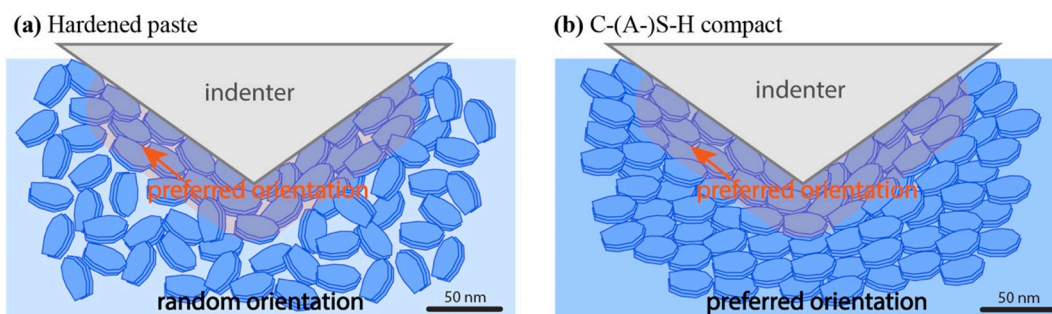 (a) Hardened paste
indenter
preferred orientation
random orientation
50 nm
(b) C-(A-)S-H compact
indenter
preferred orientation
preferred orientation
50 nm